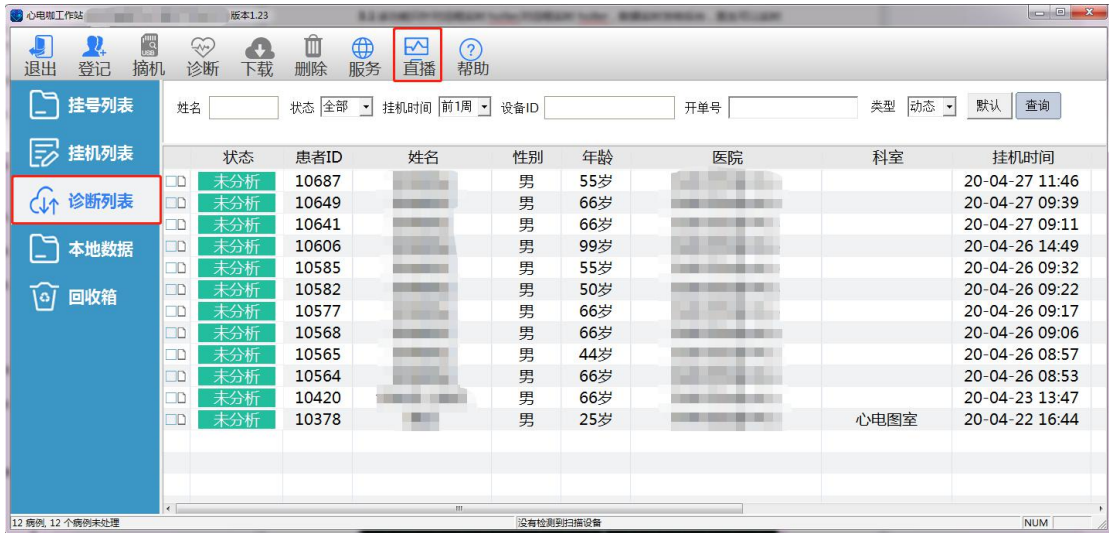 心电咖工作站 版本1.23
退出 登记 摘机 诊断 下载 删除 服务 直播 帮助
挂号列表
挂机列表
诊断列表
本地数据
回收箱
姓名 状态 全部 挂机时间 前1周 设备ID 开单号 类型 动态 默认 查询
状态 患者ID 姓名 性别 年龄 医院 科室 挂机时间
未分析 10687 男 55岁 20-04-27 11:46
未分析 10649 男 66岁 20-04-27 09:39
未分析 10641 男 66岁 20-04-27 09:11
未分析 10606 男 99岁 20-04-26 14:49
未分析 10585 男 55岁 20-04-26 09:32
未分析 10582 男 50岁 20-04-26 09:22
未分析 10577 男 66岁 20-04-26 09:17
未分析 10568 男 66岁 20-04-26 09:06
未分析 10565 男 44岁 20-04-26 08:57
未分析 10564 男 66岁 20-04-26 08:53
未分析 10420 男 66岁 20-04-23 13:47
未分析 10378 男 25岁 心电图室 20-04-22 16:44
12 病例, 12 个病例未处理 没有检测到扫描设备 NUM